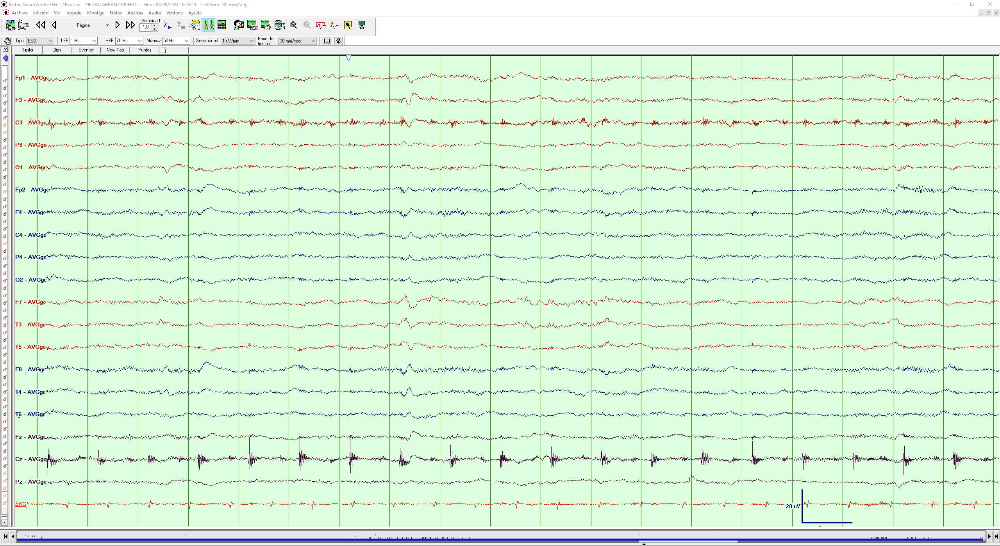 Natus NeuroWorks EEG - [*Revisar: PIEDAD ARRANZ RIVERO... Hora: 08/09/2024 16:23:23 1 uV/mm 30 mm/seg]
Archivo Edición Ver Trazado Montaje Notas Análisis Audio Ventana Ayuda
Página Velocidad 1,0
Tipo EEG LFF 1 Hz HFF 70 Hz Muesca 50 Hz Sensibilidad 1 uV/mm Base de tiempo 30 mm/seg {..}
Todo Clips Eventos New Tab Puntes
Fp1 - AVGgc
F3 - AVGgc
C3 - AVGgc
P3 - AVGgc
O1 - AVGgc
Fp2 - AVGgc
F4 - AVGgc
C4 - AVGgc
P4 - AVGgc
O2 - AVGgc
F7 - AVGgc
T3 - AVGgc
T5 - AVGgc
F8 - AVGgc
T4 - AVGgc
T6 - AVGgc
Fz - AVGgc
Cz - AVGgc
Pz - AVGgc
EKG
20 uV